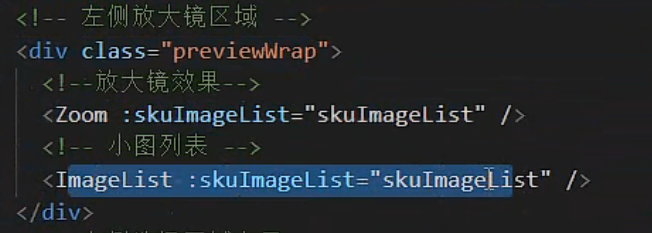 <!-- 左侧放大镜区域 -->
<div class="previewWrap">
<!--放大镜效果-->
<Zoom :skuImageList="skuImageList" />
<!-- 小图列表 -->
<ImageList :skuImageList="skuImageList" />
</div>